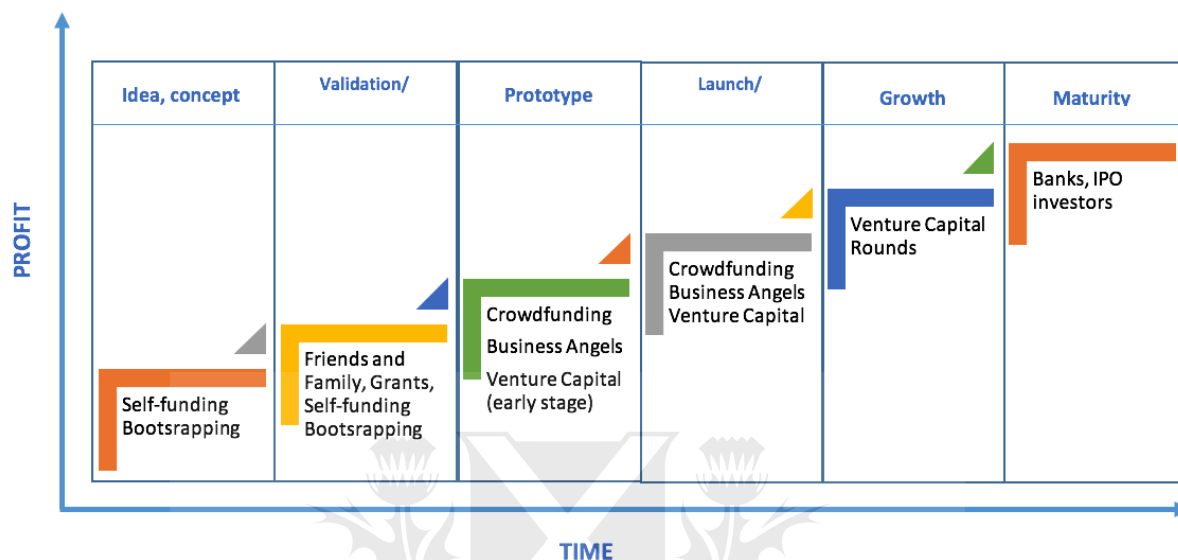 Idea, concept
Validation/
Prototype
Launch/
Growth
Maturity
PROFIT
Self-funding
Bootsrapping
Friends and
Family, Grants,
Self-funding
Bootsrapping
Crowdfunding
Business Angels
Venture Capital
(early stage)
Crowdfunding
Business Angels
Venture Capital
Venture Capital
Rounds
Banks, IPO
investors
TIME